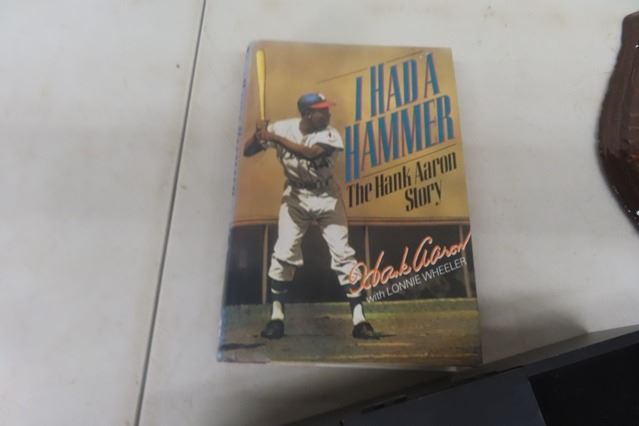 I HAD A
HAMMER
The Hank Aaron
Story
Hank Aaron
with LONNIE WHEELER